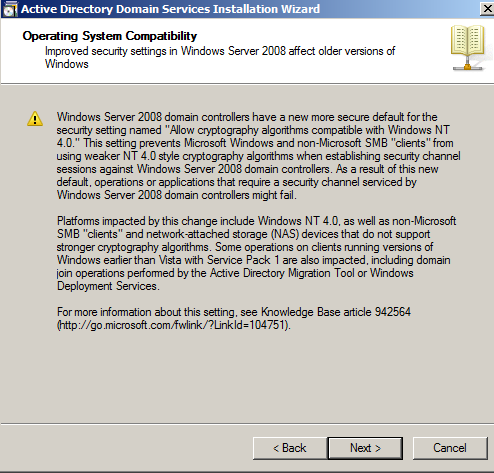 Active Directory Domain Services Installation Wizard
Operating System Compatibility
Improved security settings in Windows Server 2008 affect older versions of
Windows
Windows Server 2008 domain controllers have a new more secure default for the
security setting named "Allow cryptography algorithms compatible with Windows NT
4.0." This setting prevents Microsoft Windows and non-Microsoft SMB "clients" from
using weaker NT 4.0 style cryptography algorithms when establishing security channel
sessions against Windows Server 2008 domain controllers. As a result of this new
default, operations or applications that require a security channel serviced by
Windows Server 2008 domain controllers might fail.
Platforms impacted by this change include Windows NT 4.0, as well as non-Microsoft
SMB "clients" and network-attached storage (NAS) devices that do not support
stronger cryptography algorithms. Some operations on clients running versions of
Windows earlier than Vista with Service Pack 1 are also impacted, including domain
join operations performed by the Active Directory Migration Tool or Windows
Deployment Services.
For more information about this setting, see Knowledge Base article 942564
(http://go.microsoft.com/fwlink/?LinkId=104751).
< Back Next > Cancel